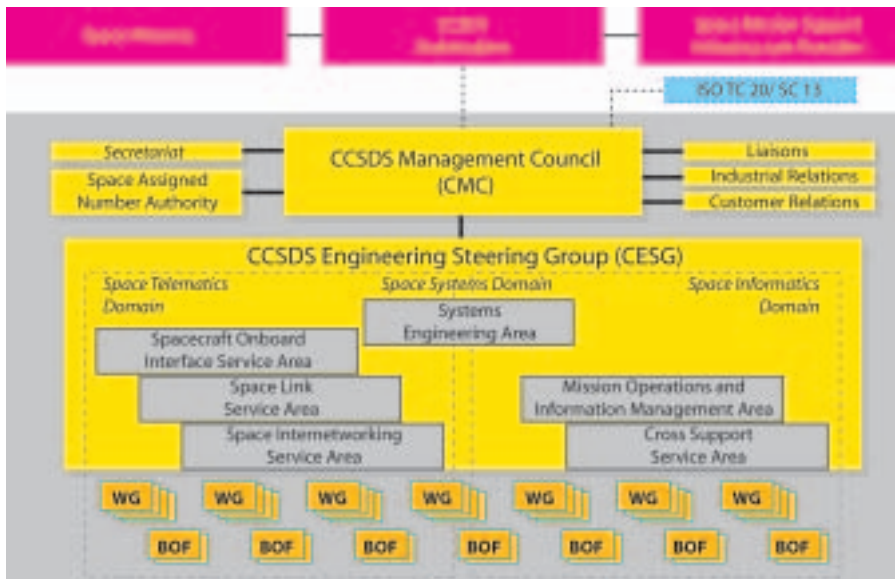 ISO TC 20/ SC 13
CCSDS Management Council
(CMC)
Secretariat
Space Assigned
Number Authority
Liaisons
Industrial Relations
Customer Relations
CCSDS Engineering Steering Group (CESG)
Space Telematics
Domain
Space Systems Domain
Space Informatics
Domain
Systems
Engineering Area
Spacecraft Onboard
Interface Service Area
Space Link
Service Area
Space Internetworking
Service Area
Mission Operations and
Information Management Area
Cross Support
Service Area
WG WG WG WG WG WG WG
BOF BOF BOF BOF BOF BOF BOF